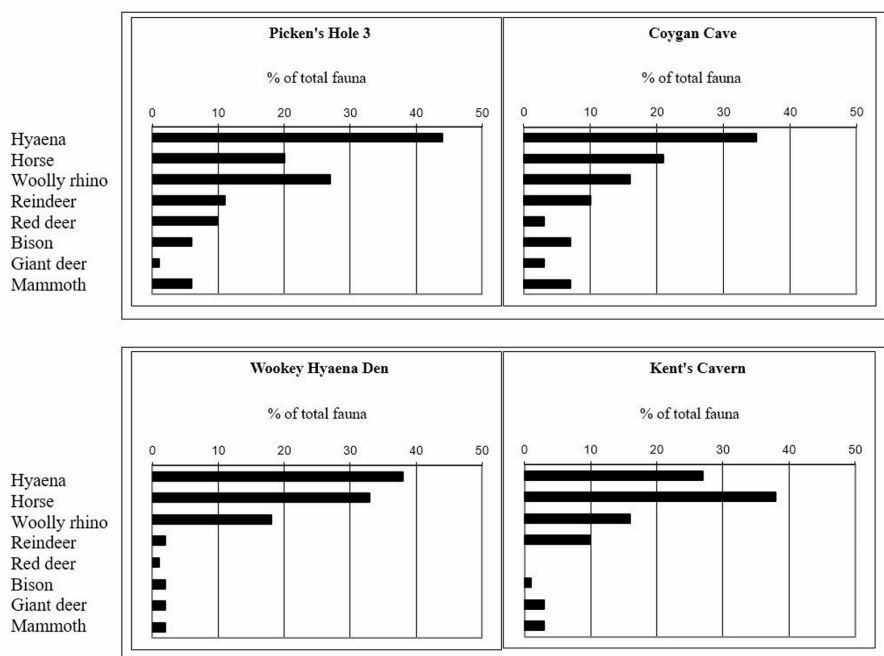 Picken's Hole 3
% of total fauna
0 10 20 30 40 50
Coygan Cave
% of total fauna
0 10 20 30 40 50
Hyaena
Horse
Woolly rhino
Reindeer
Red deer
Bison
Giant deer
Mammoth
Wookey Hyaena Den
% of total fauna
0 10 20 30 40 50
Kent's Cavern
% of total fauna
0 10 20 30 40 50
Hyaena
Horse
Woolly rhino
Reindeer
Red deer
Bison
Giant deer
Mammoth